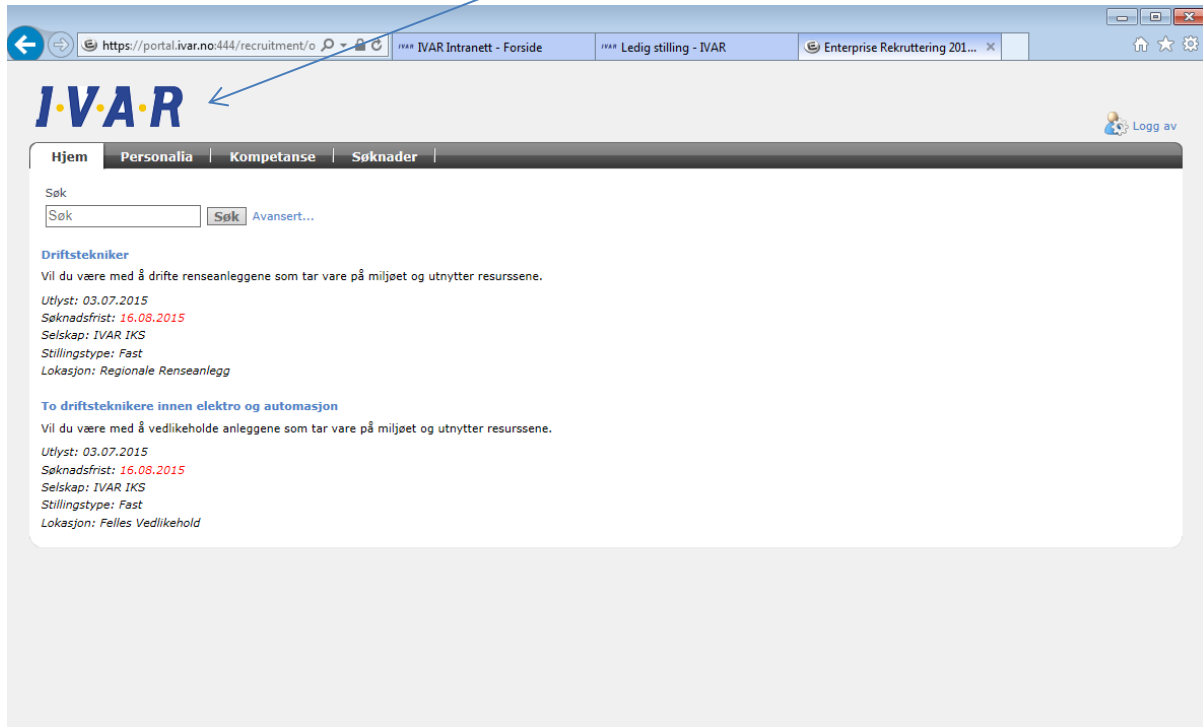 https://portal.ivar.no:444/recruitment/o
IVAR IVAR Intranett - Forside
IVAR Ledig stilling - IVAR
Enterprise Rekruttering 201...
I·V·A·R
Logg av
Hjem Personalia Kompetanse Søknader
Søk
Søk Søk Avansert...
Driftstekniker
Vil du være med å drifte renseanleggene som tar vare på miljøet og utnytter resurssene.
Utlyst: 03.07.2015
Søknadsfrist: 16.08.2015
Selskap: IVAR IKS
Stillingstype: Fast
Lokasjon: Regionale Renseanlegg
To driftsteknikere innen elektro og automasjon
Vil du være med å vedlikeholde anleggene som tar vare på miljøet og utnytter resurssene.
Utlyst: 03.07.2015
Søknadsfrist: 16.08.2015
Selskap: IVAR IKS
Stillingstype: Fast
Lokasjon: Felles Vedlikehold